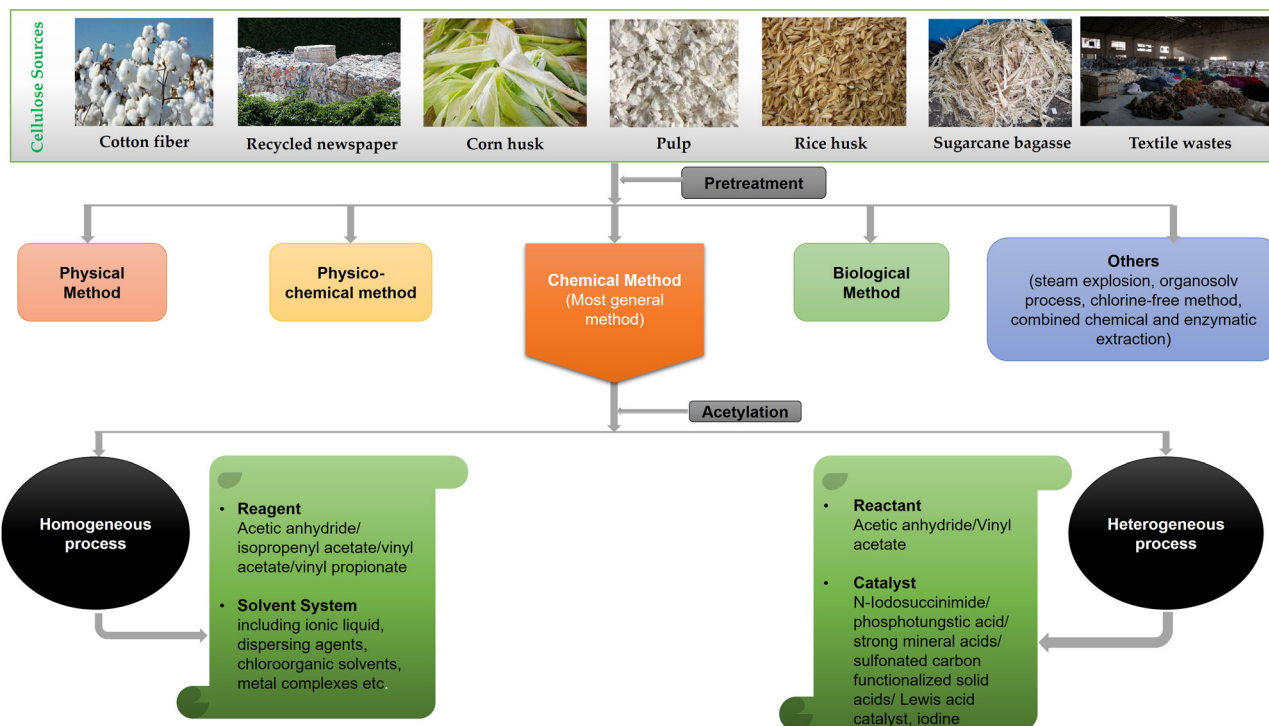 Cellulose Sources
Cotton fiber
Recycled newspaper
Corn husk
Pulp
Rice husk
Sugarcane bagasse
Textile wastes
Pretreatment
Physical
Method
Physico-
chemical method
Chemical Method
(Most general
method)
Biological
Method
Others
(steam explosion, organosolv
process, chlorine-free method,
combined chemical and enzymatic
extraction)
Acetylation
Homogeneous
process
• Reagent
Acetic anhydride/
isopropenyl acetate/vinyl
acetate/vinyl propionate
• Solvent System
including ionic liquid,
dispersing agents,
chloroorganic solvents,
metal complexes etc.
• Reactant
Acetic anhydride/Vinyl
acetate
• Catalyst
N-Iodosuccinimide/
phosphotungstic acid/
strong mineral acids/
sulfonated carbon
functionalized solid
acids/ Lewis acid
catalyst, iodine
Heterogeneous
process